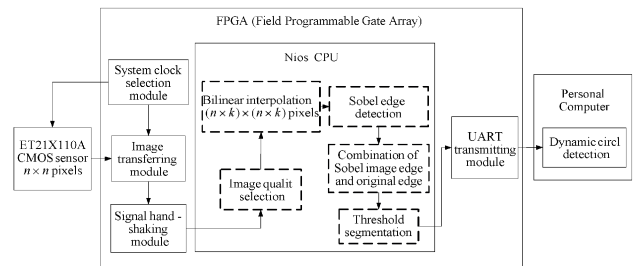 FPGA (Field Programmable Gate Array)
Nios CPU
System clock
selection
module
ET21X110A
CMOS sensor
n × n pixels
Image
transferring
module
Signal hand -
shaking
module
Image qualit
selection
Bilinear interpolation
(n × k) × (n × k) pixels
Sobel edge
detection
Combination of
Sobel image edge
and original edge
Threshold
segmentation
UART
transmitting
module
Personal
Computer
Dynamic circl
detection